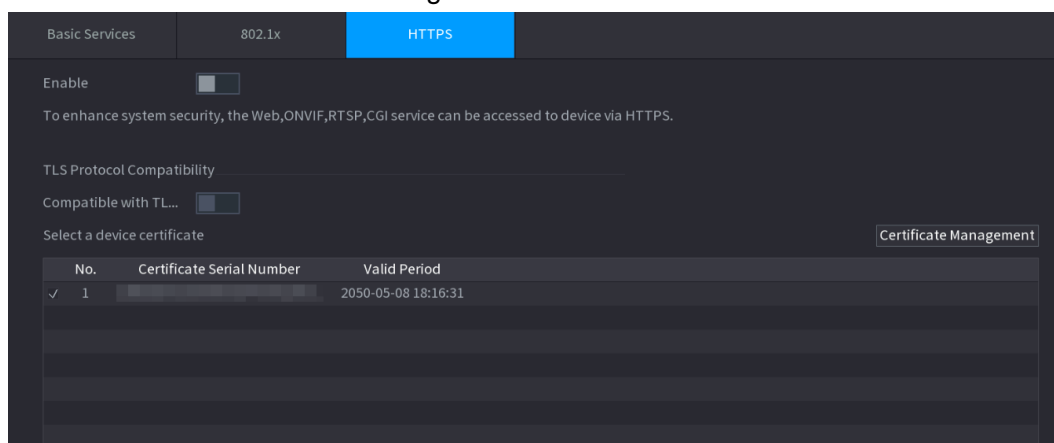 Basic Services 802.1x HTTPS
Enable
To enhance system security, the Web,ONVIF,RTSP,CGI service can be accessed to device via HTTPS.
TLS Protocol Compatibility
Compatible with TL...
Select a device certificate Certificate Management
No. Certificate Serial Number Valid Period
1 2050-05-08 18:16:31